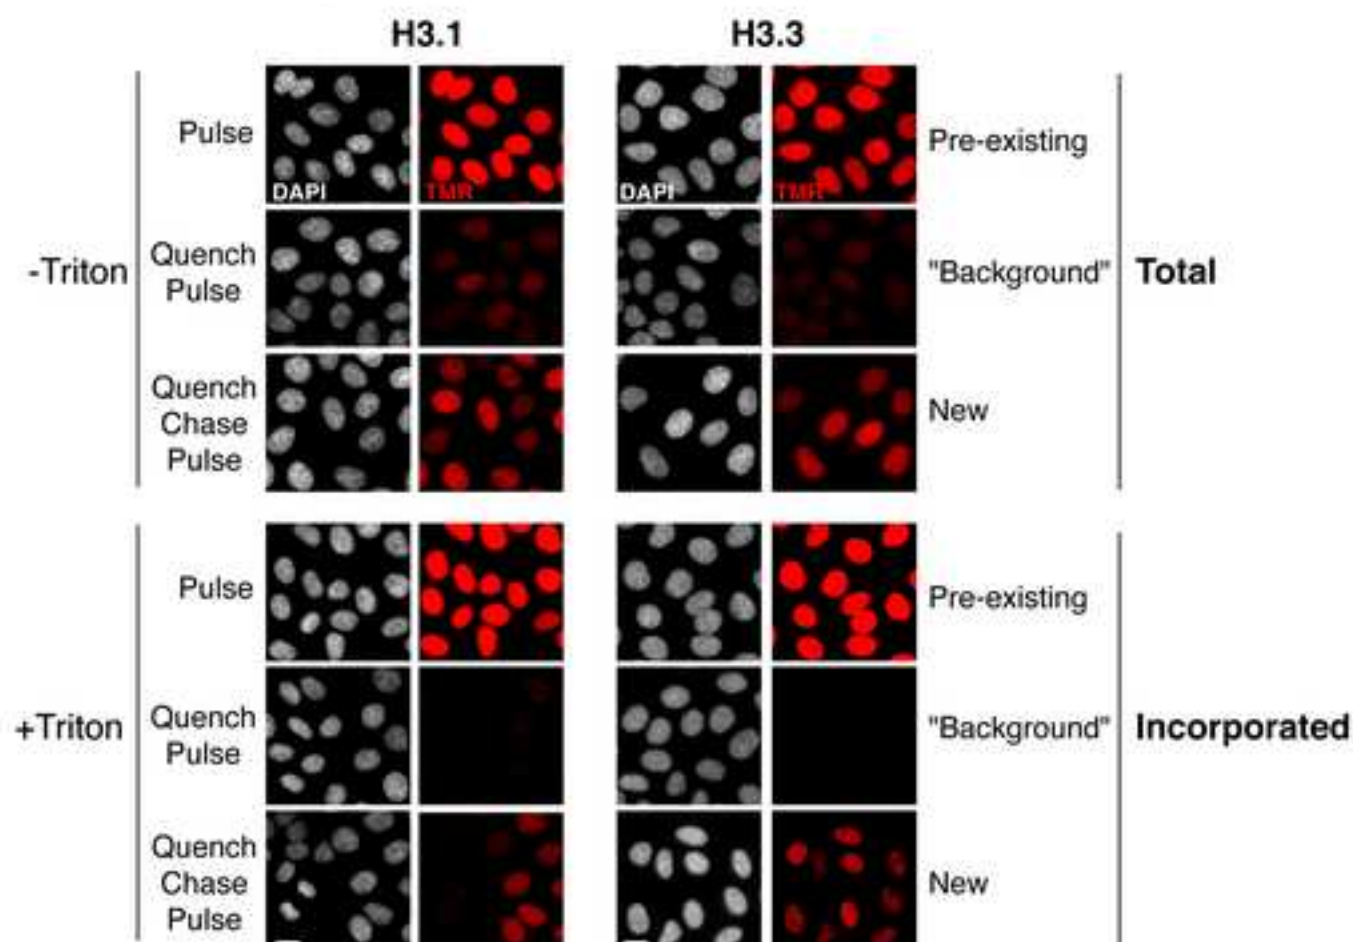 H3.1 H3.3
Pulse
DAPI TMR DAPI TMR
Pre-existing
-Triton
Quench
Pulse
"Background"
Total
Quench
Chase
Pulse
New
Pulse
Pre-existing
+Triton
Quench
Pulse
"Background"
Incorporated
Quench
Chase
Pulse
New